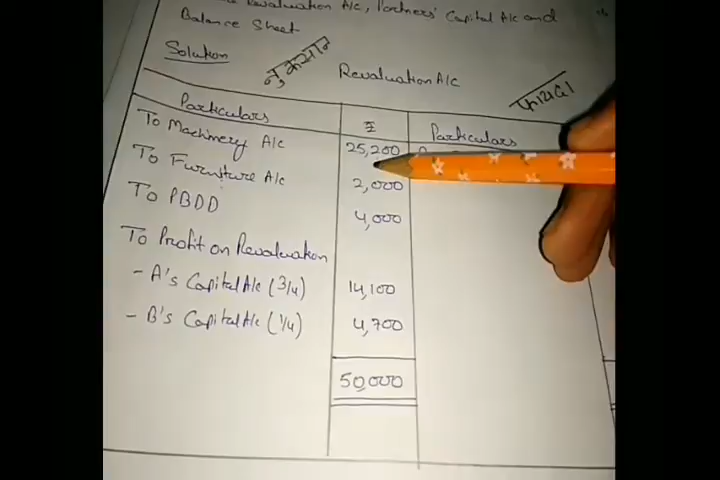 Revaluation A/c, Partners' Capital A/c and
Balance Sheet
Solution
नुकसान
Revaluation A/c
फायदा
Particulars ₹ Particulars
To Machinery A/c 25,200
To Furniture A/c 2,000
To PBDD 4,000
To Profit on Revaluation
- A's Capital A/c (3/4) 14,100
- B's Capital A/c (1/4) 4,700
50,000